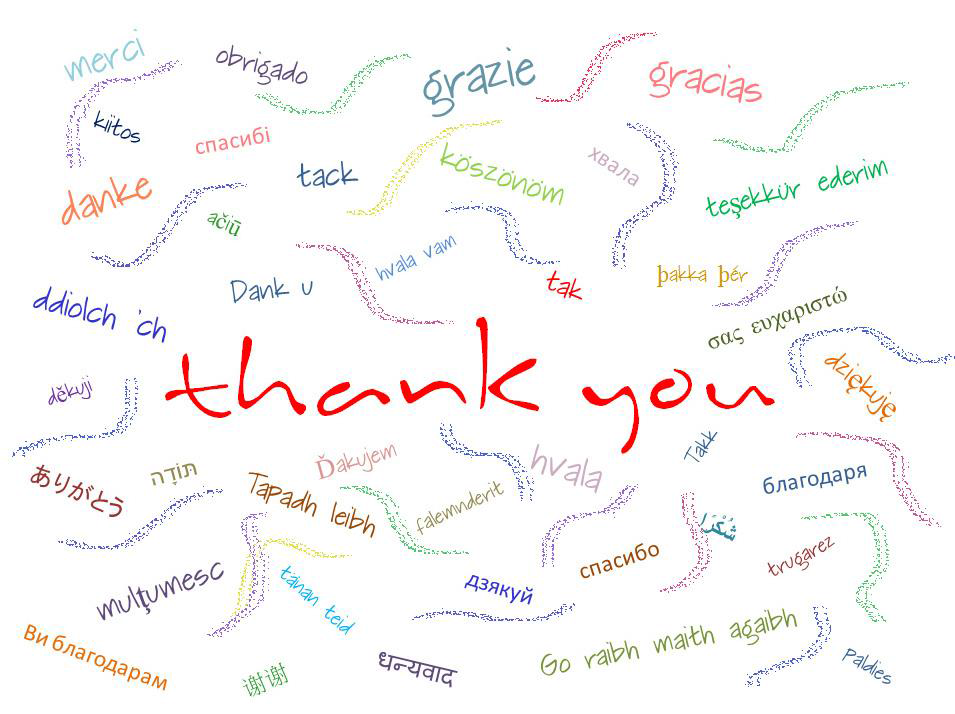 merci
obrigado
grazie
gracias
kiitos
спасибі
tack
köszönöm
хвала
teşekkür ederim
danke
ačiū
hvala vam
Dank u
tak
þakka þér
ddiolch 'ch
σας ευχαριστώ
thank you
děkuji
dziękuję
ありがとう
תּוֹדָה
Ďakujem
hvala
Takk
благодаря
Tapadh leibh
falemnderit
شُكْرًا
спасибо
trugarez
mulţumesc
tänan teid
дзякуй
Go raibh maith agaibh
Ви благодарам
谢谢
धन्यवाद
Paldies